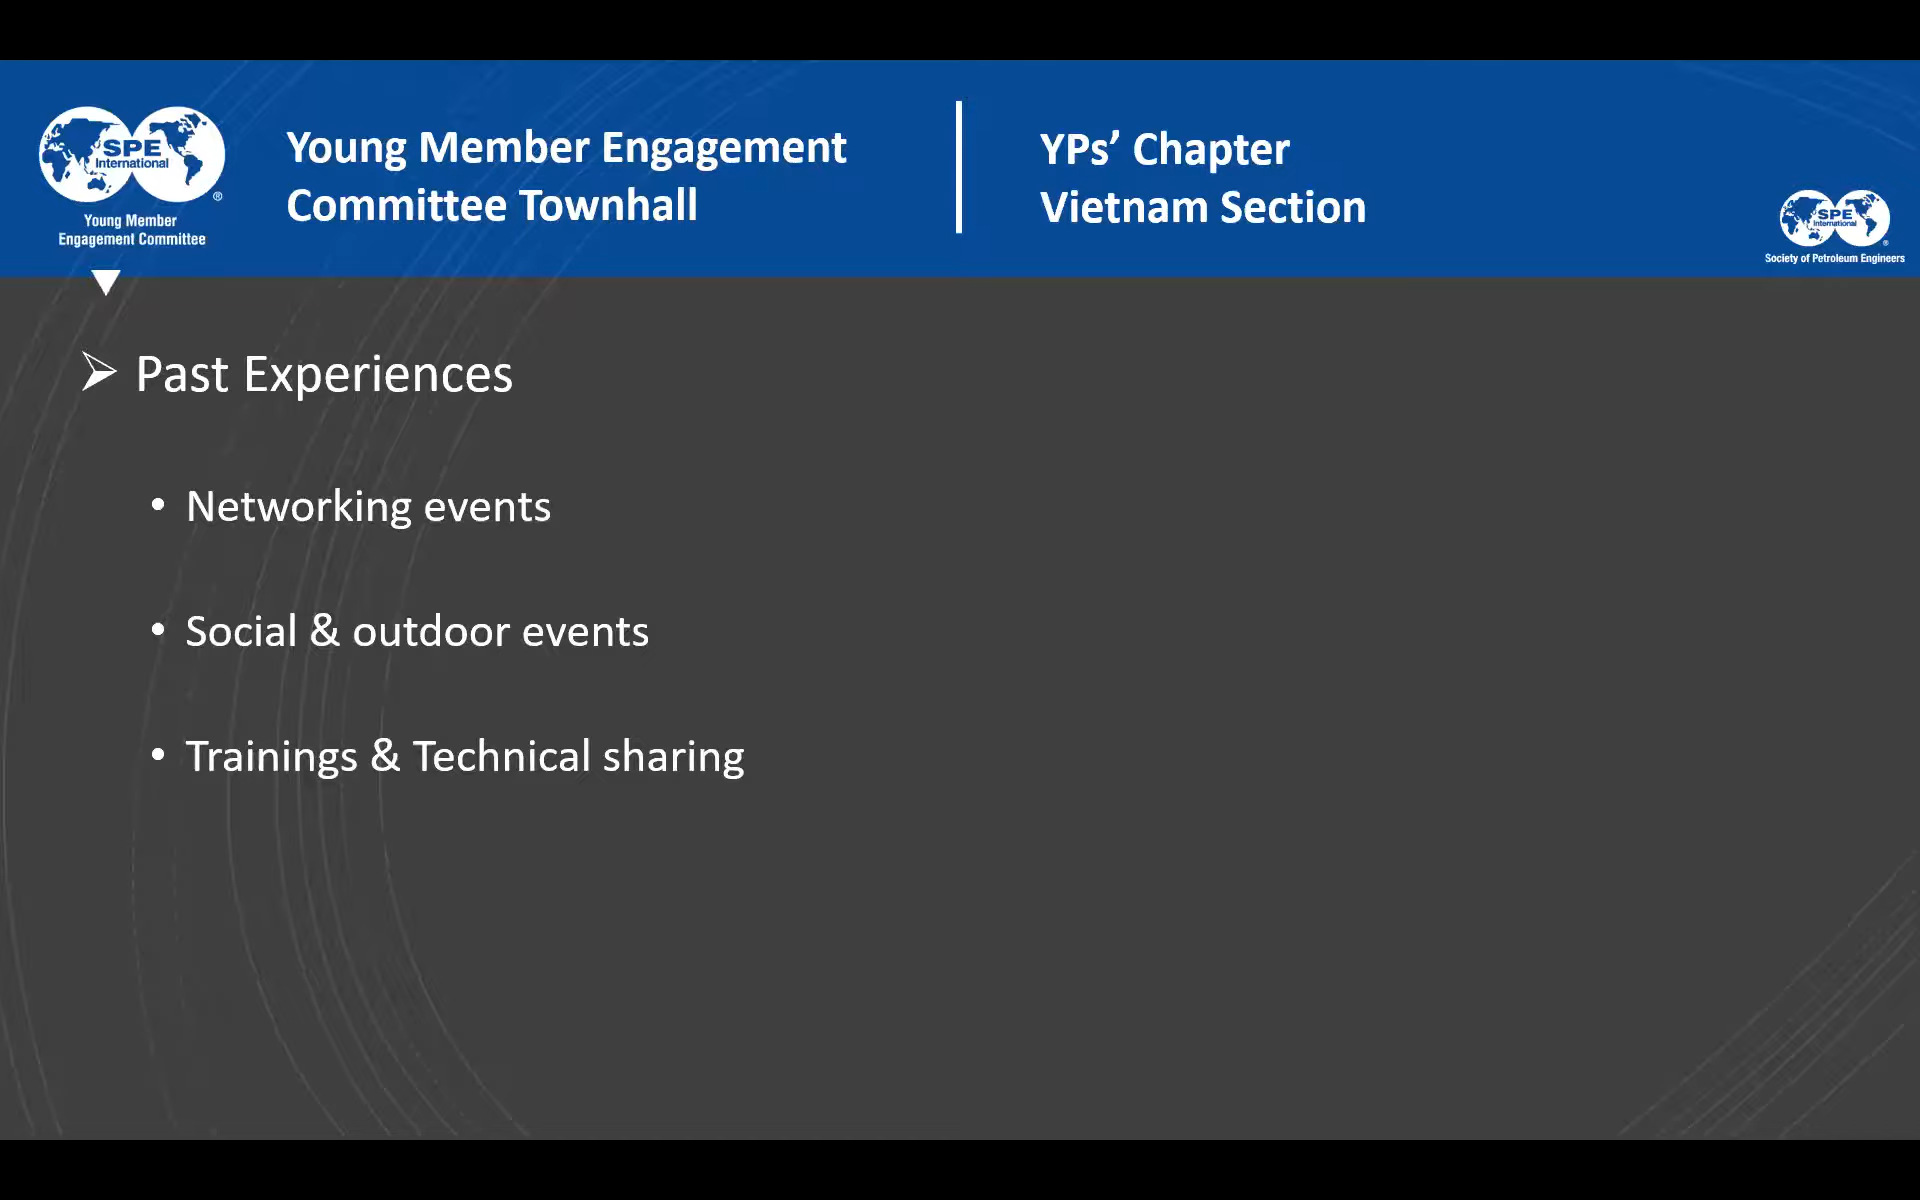 SPE
International
®
Young Member
Engagement Committee
Young Member Engagement
Committee Townhall
YPs’ Chapter
Vietnam Section
SPE
International
®
Society of Petroleum Engineers
➢ Past Experiences
• Networking events
• Social & outdoor events
• Trainings & Technical sharing